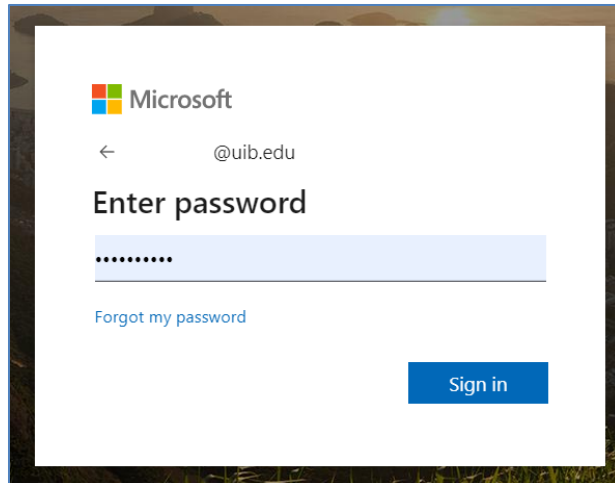 Microsoft
← @uib.edu
Enter password
••••••••••
Forgot my password
Sign in